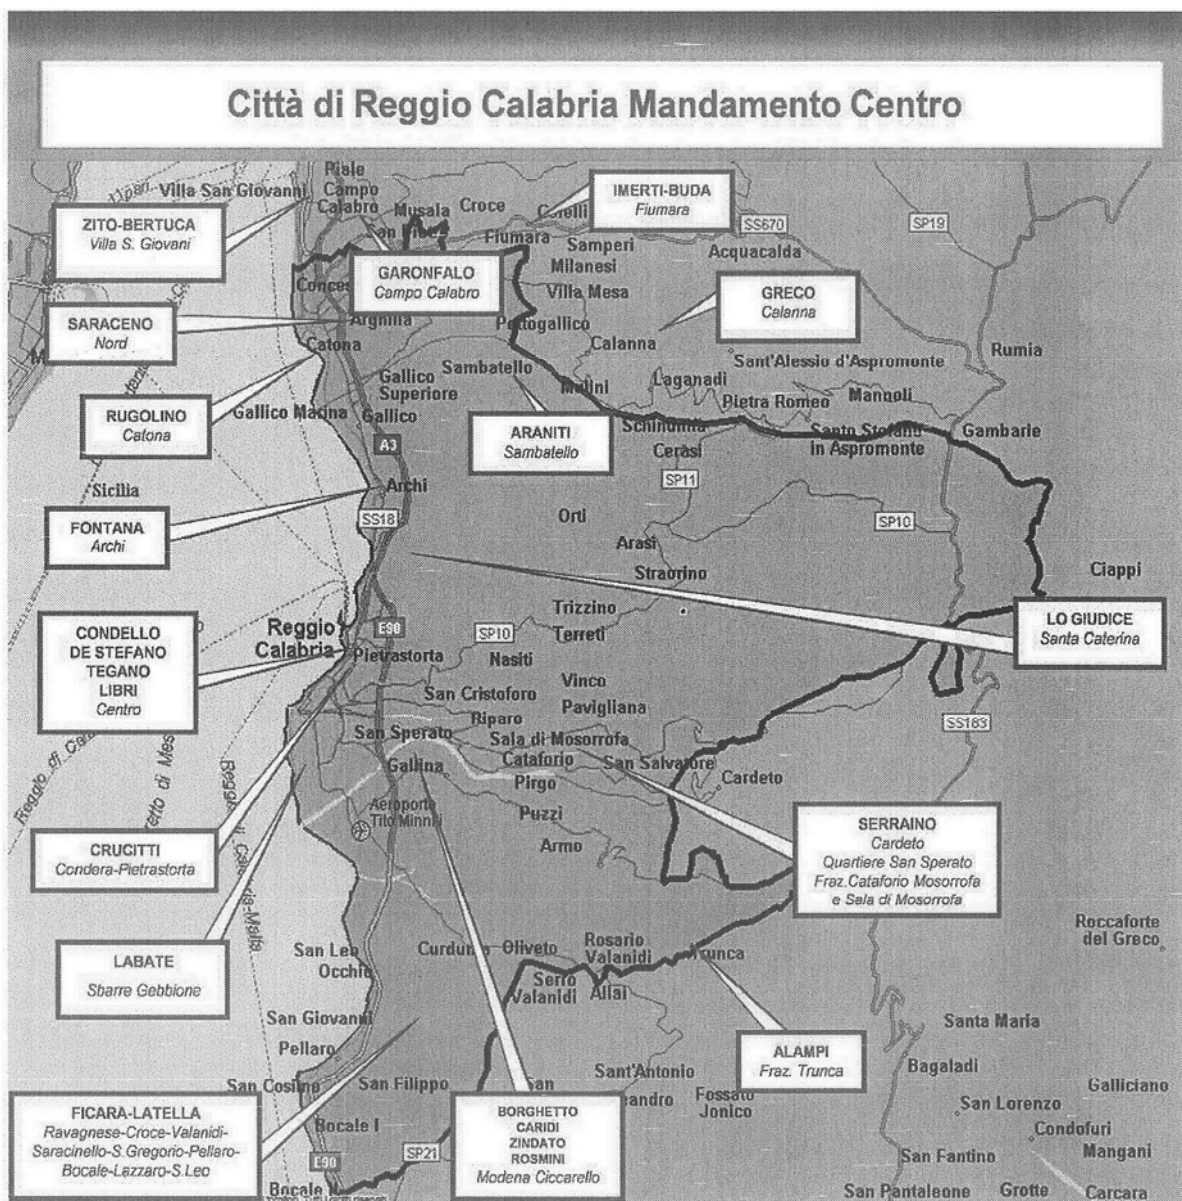 Città di Reggio Calabria Mandamento Centro
Piale
Villa San Giovanni
Campo
Calabro
Musala
Croce
IMERTI-BUDA
Fiumara
SS670
SP19
ZITO-BERTUCA
Villa S. Giovani
Fiumara
Samperi
Acquacalda
Milanesi
GARONFALO
Campo Calabro
Villa Mesa
GRECO
Calanna
SARACENO
Nord
Arghilla
Catona
Calanna
Rumia
Sant'Alessio d'Aspromonte
Sambatello
Gallico
Superiore
Laganadi
Mannoli
Pietra Romeo
RUGOLINO
Catona
Gallico Marina
Gallico
ARANITI
Sambatello
Gambarie
in Aspromonte
A3
Cerasi
SP11
Sicilia
Archi
FONTANA
Archi
SS18
Orti
SP10
Arasi
Straorino
Ciappi
Trizzino
Terreti
LO GIUDICE
Santa Caterina
CONDELLO
DE STEFANO
TEGANO
LIBRI
Centro
Reggio
Calabria
E90
SP10
Pietrastorta
Nasiti
Vinco
San Cristoforo
Pavigliana
Riparo
SS183
San Sperato
Sala di Mosorrofa
Cataforio
San Salvatore
Gallina
Pirgo
Cardeto
Aeroporto
Tito Minniti
Puzzi
Armo
CRUCITTI
Condera-Pietrastorta
SERRAINO
Cardeto
Quartiere San Sperato
Fraz.Cataforio Mosorrofa
e Sala di Mosorrofa
LABATE
Sbarre Gebbione
San Leo
Occhio
Oliveto
Rosario
Valanidi
Trunca
Roccaforte
del Greco
Serro
Valanidi
Allai
San Giovanni
Pellaro
Santa Maria
ALAMPI
Fraz. Trunca
Bagaladi
San Filippo
Sant'Antonio
Fossato
Jonico
Galliciano
San Lorenzo
FICARA-LATELLA
Ravagnese-Croce-Valanidi-
Saracinello-S.Gregorio-Pellaro-
Bocale-Lazzaro-S.Leo
Bocale I
BORGHETTO
CARIDI
ZINDATO
ROSMINI
Modena Ciccarello
Condofuri
Mangani
SP21
E90
San Fantino
San Pantaleone
Grotte
Carcara